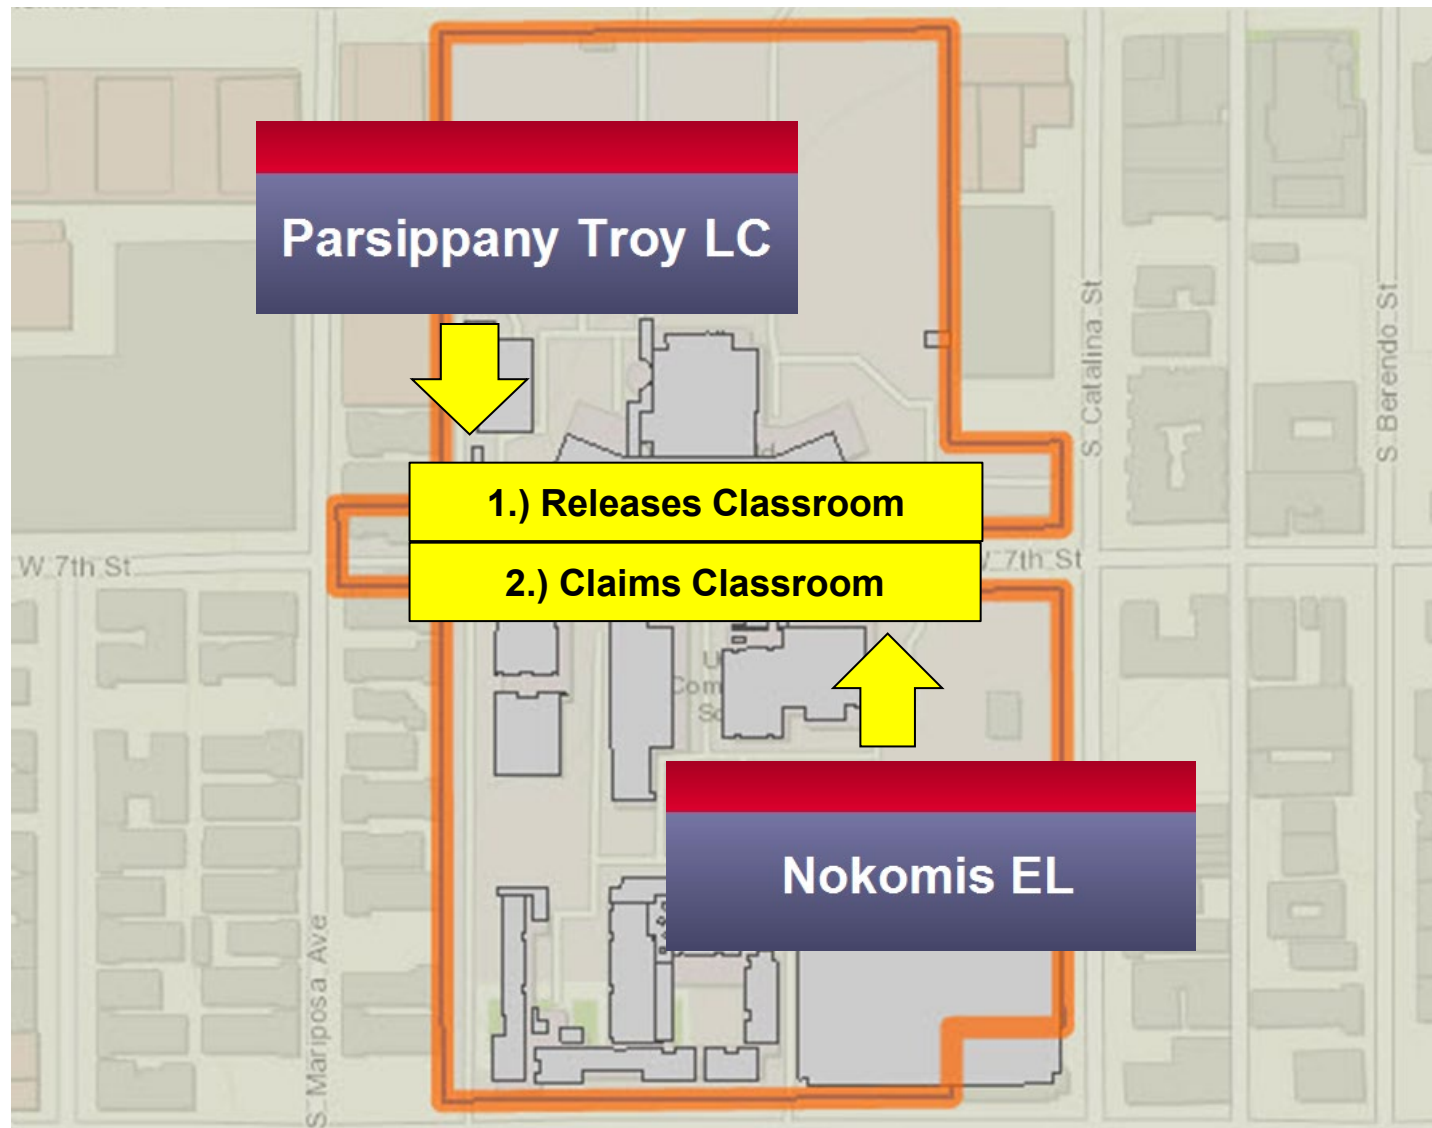 Parsippany Troy LC
S. Catalina St
S. Berendo St
1.) Releases Classroom
W 7th St
7th St
2.) Claims Classroom
Com
Nokomis EL
S. Mariposa Ave